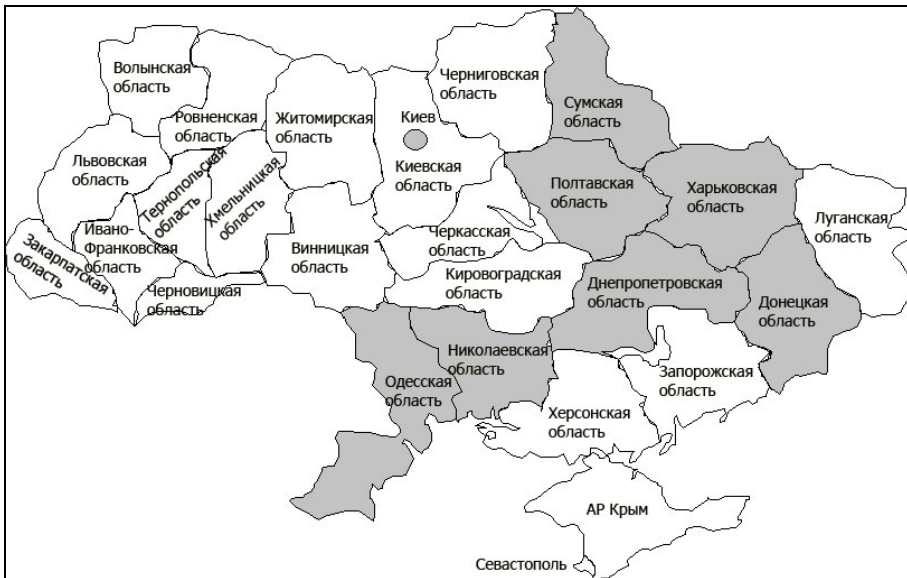 Волынская
область
Ровненская
область
Житомирская
область
Киев
Киевская
область
Черниговская
область
Сумская
область
Львовская
область
Тернопольская
область
Хмельницкая
область
Ивано-
Франковская
область
Закарпатская
область
Черновицкая
область
Винницкая
область
Черкасская
область
Кировоградская
область
Полтавская
область
Харьковская
область
Луганская
область
Днепропетровская
область
Донецкая
область
Запорожская
область
Николаевская
область
Одесская
область
Херсонская
область
АР Крым
Севастополь